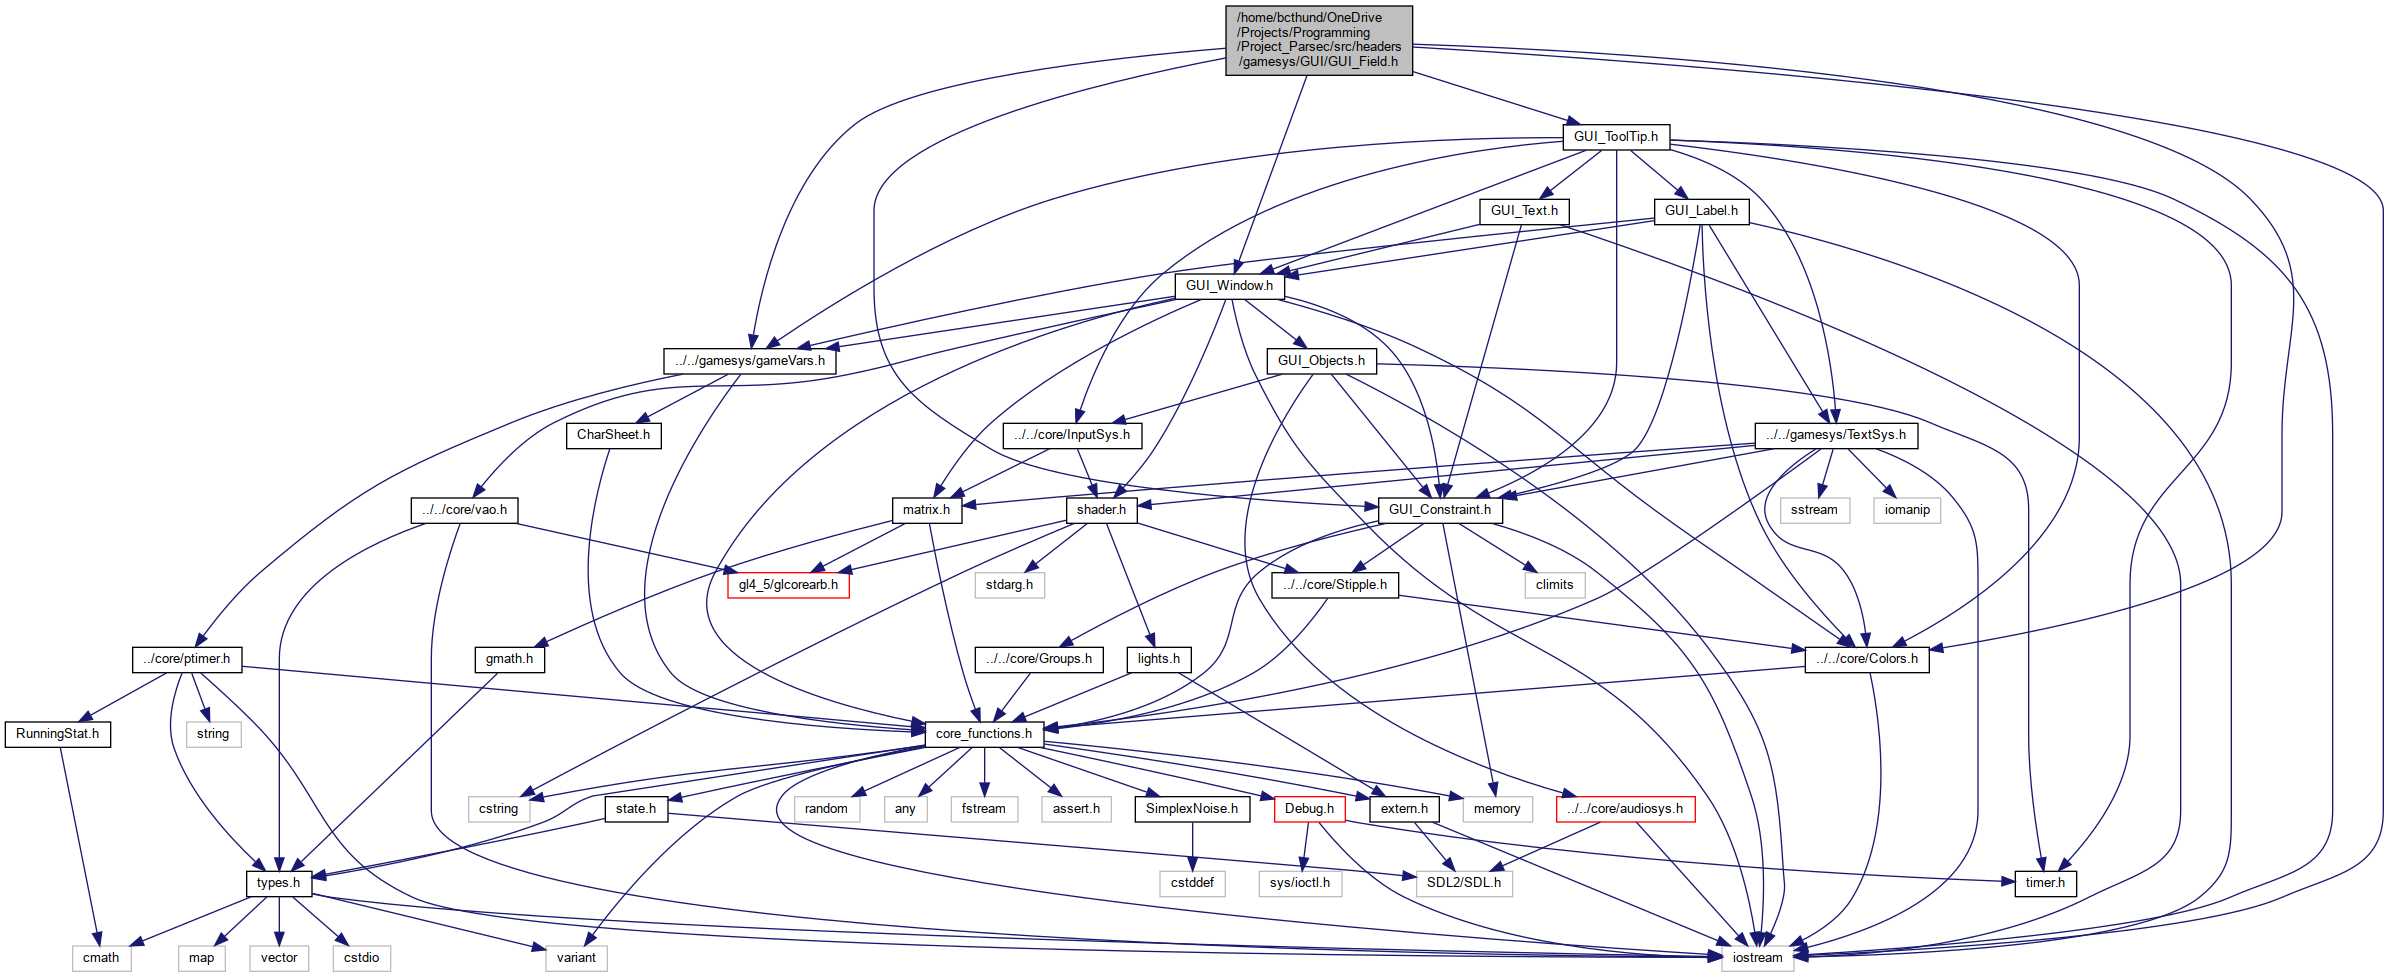 /home/bcthund/OneDrive
/Projects/Programming
/Project_Parsec/src/headers
/gamesys/GUI/GUI_Field.h
GUI_ToolTip.h
GUI_Text.h
GUI_Label.h
GUI_Window.h
../../gamesys/gameVars.h
GUI_Objects.h
CharSheet.h
../../core/InputSys.h
../../gamesys/TextSys.h
../../core/vao.h
matrix.h
shader.h
GUI_Constraint.h
sstream
iomanip
gl4_5/glcorearb.h
stdarg.h
../../core/Stipple.h
climits
../core/ptimer.h
gmath.h
../../core/Groups.h
lights.h
../../core/Colors.h
RunningStat.h
string
core_functions.h
cstring
state.h
random
any
fstream
assert.h
SimplexNoise.h
Debug.h
extern.h
memory
../../core/audiosys.h
types.h
cstddef
sys/ioctl.h
SDL2/SDL.h
timer.h
cmath
map
vector
cstdio
variant
iostream